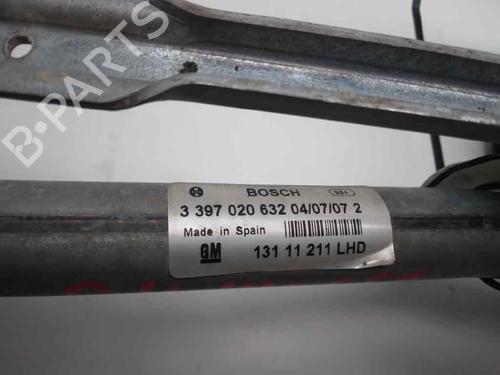 B-PARTS
BOSCH
3 397 020 632 04/07/07 2
Made in Spain
GM
131 11 211 LHD